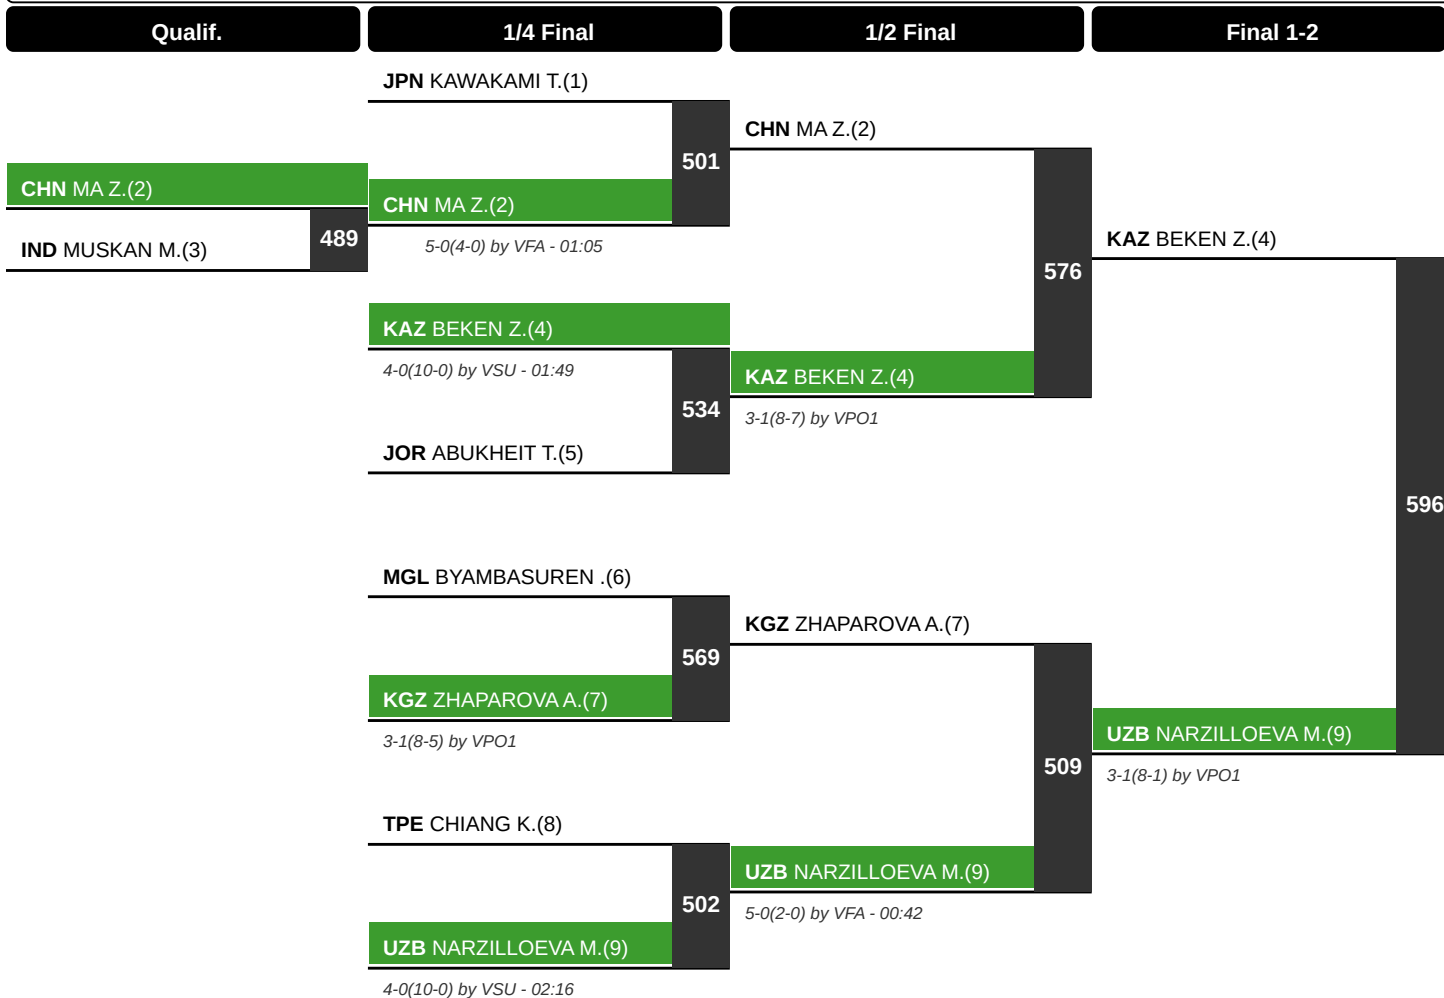 Qualif.
1/4 Final
1/2 Final
Final 1-2
CHN MA Z.(2)
489
IND MUSKAN M.(3)
JPN KAWAKAMI T.(1)
501
CHN MA Z.(2)
5-0(4-0) by VFA - 01:05
KAZ BEKEN Z.(4)
4-0(10-0) by VSU - 01:49
534
JOR ABUKHEIT T.(5)
MGL BYAMBASUREN .(6)
569
KGZ ZHAPAROVA A.(7)
3-1(8-5) by VPO1
TPE CHIANG K.(8)
502
UZB NARZILLOEVA M.(9)
4-0(10-0) by VSU - 02:16
CHN MA Z.(2)
576
KAZ BEKEN Z.(4)
3-1(8-7) by VPO1
KGZ ZHAPAROVA A.(7)
509
UZB NARZILLOEVA M.(9)
5-0(2-0) by VFA - 00:42
KAZ BEKEN Z.(4)
596
UZB NARZILLOEVA M.(9)
3-1(8-1) by VPO1